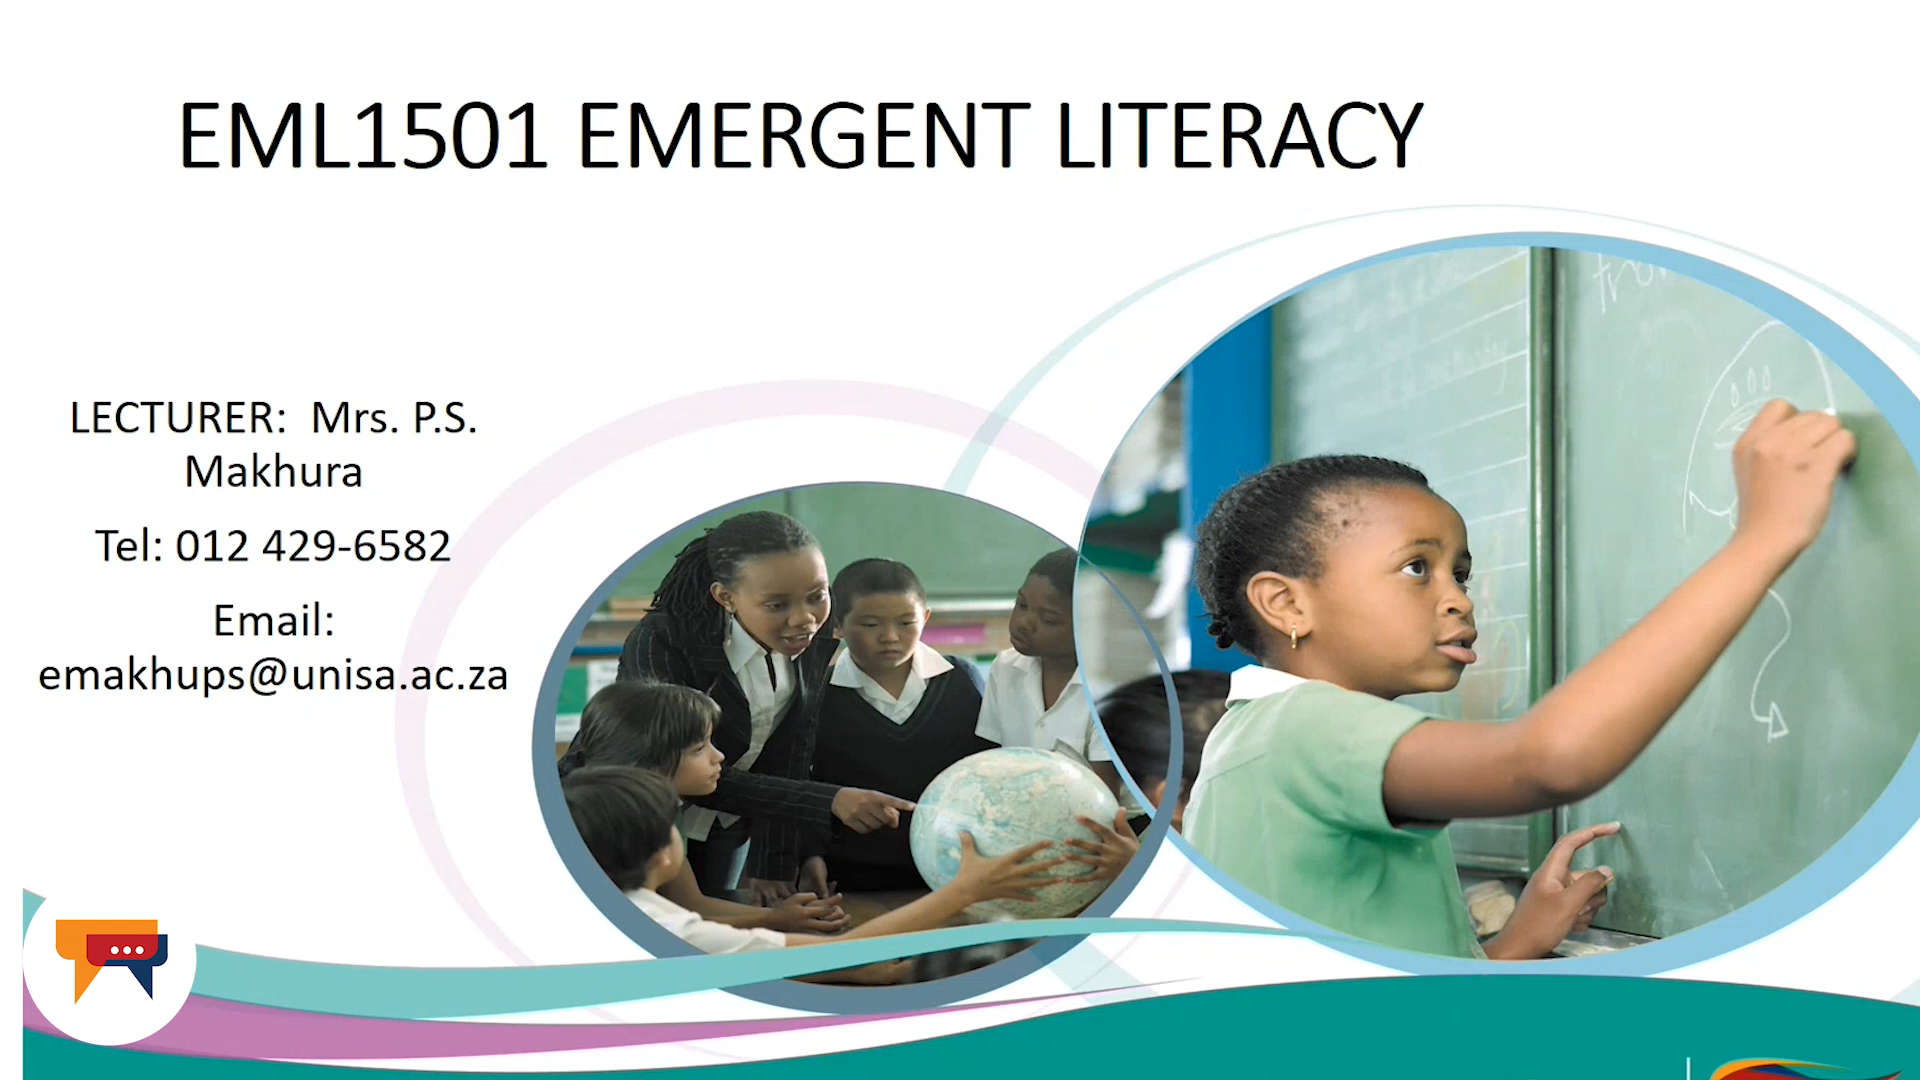 EML1501 EMERGENT LITERACY
LECTURER:  Mrs. P.S.
Makhura
Tel: 012 429-6582
Email:
emakhups@unisa.ac.za